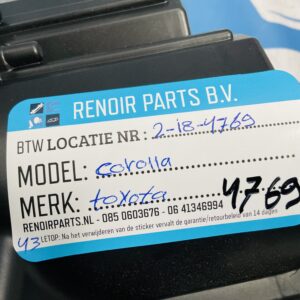 RENOIR PARTS B.V.
BTW LOCATIE NR : 2-18-4769
MODEL: corolla
MERK: toyota
4769
RENOIRPARTS.NL - 085 0603676 - 06 41346994
43 LETOP: Na het verwijderen van de sticker vervalt de garantie/retourbeleid van 14 dagen